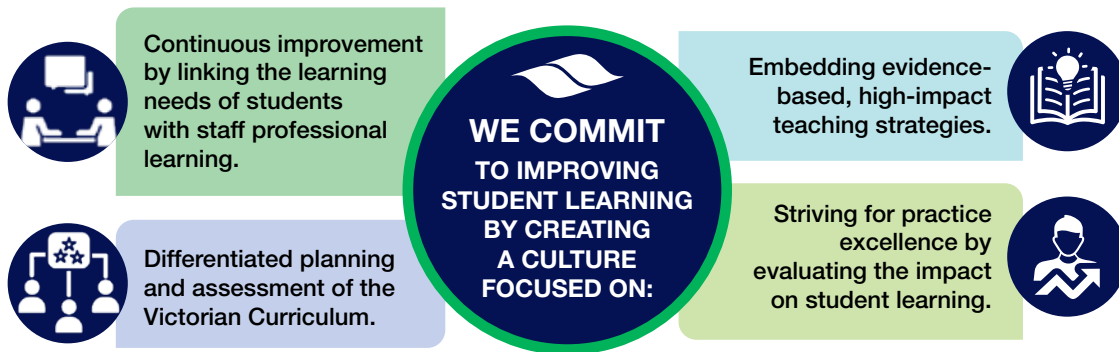 WE COMMIT
TO IMPROVING
STUDENT LEARNING
BY CREATING
A CULTURE
FOCUSED ON:
Continuous improvement
by linking the learning
needs of students
with staff professional
learning.
Differentiated planning
and assessment of the
Victorian Curriculum.
Embedding evidence-
based, high-impact
teaching strategies.
Striving for practice
excellence by
evaluating the impact
on student learning.